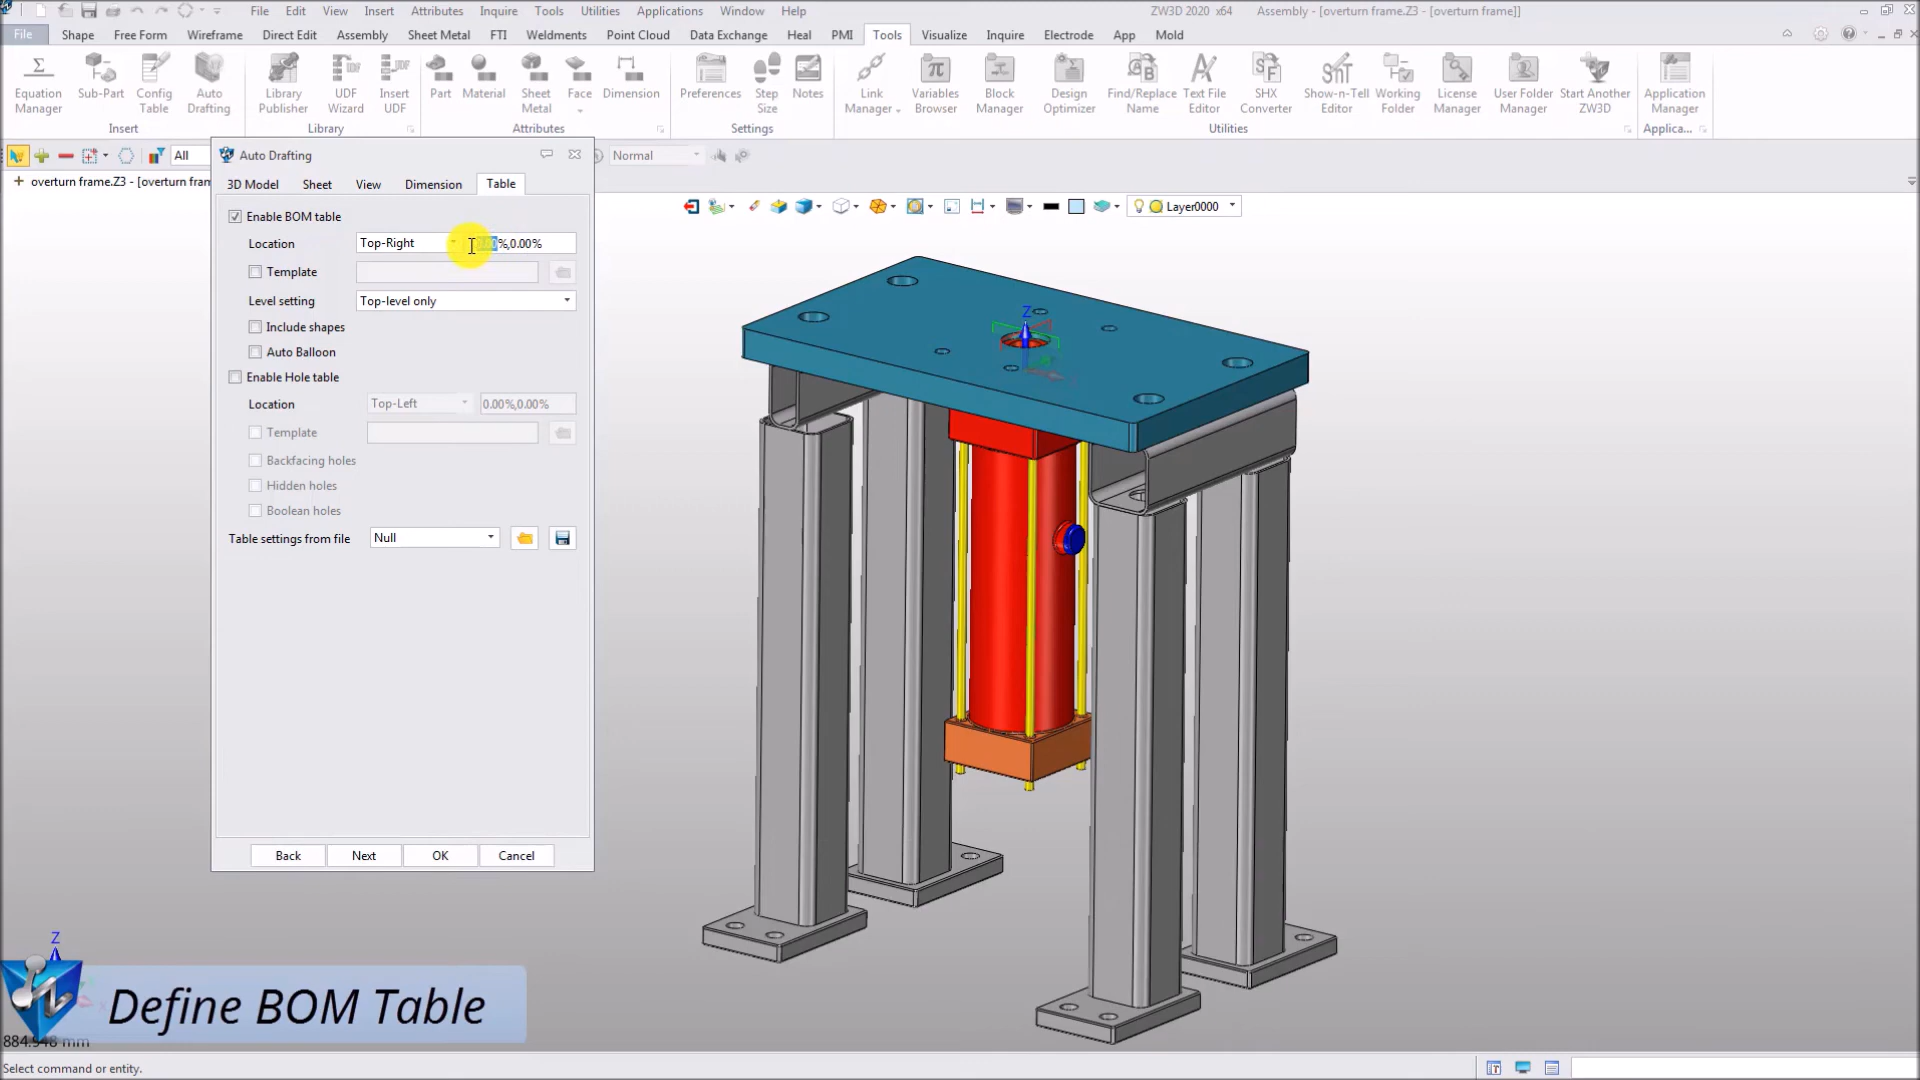 File Edit View Insert Attributes Inquire Tools Utilities Applications Window Help
ZW3D 2020 x64 Assembly - [overturn frame.Z3 - [overturn frame]]
File Shape Free Form Wireframe Direct Edit Assembly Sheet Metal FTI Weldments Point Cloud Data Exchange Heal PMI Tools Visualize Inquire Electrode App Mold
Equation Manager
Sub-Part
Config Table
Auto Drafting
Library Publisher
UDF Wizard
Insert UDF
Part
Material
Sheet Metal
Face
Dimension
Preferences
Step Size
Notes
Link Manager
Variables Browser
Block Manager
Design Optimizer
Find/Replace Name
Text File Editor
SHX Converter
Show-n-Tell Editor
Working Folder
License Manager
User Folder Manager
Start Another ZW3D
Application Manager
Insert Library Attributes Settings Utilities Applica...
All
Normal
overturn frame.Z3 - [overturn fram
Layer0000
Auto Drafting
3D Model Sheet View Dimension Table
Enable BOM table
Location Top-Right %,0.00%
Template
Level setting Top-level only
Include shapes
Auto Balloon
Enable Hole table
Location Top-Left 0.00%,0.00%
Template
Backfacing holes
Hidden holes
Boolean holes
Table settings from file Null
Back Next OK Cancel
Z
Z
Define BOM Table
mm
Select command or entity.